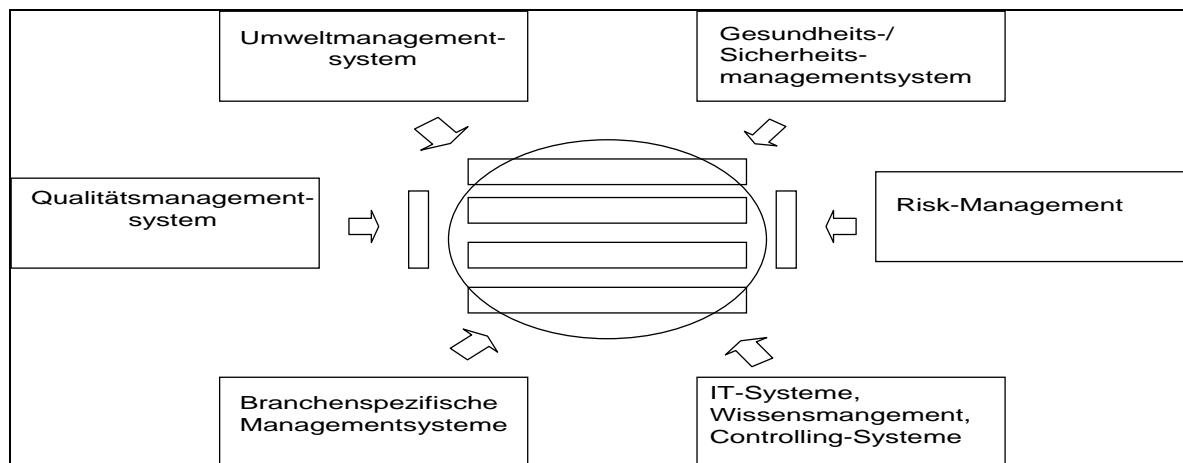 Umweltmanagement-
system
Gesundheits-/
Sicherheits-
managementsystem
Qualitätsmanagement-
system
Risk-Management
Branchenspezifische
Managementsysteme
IT-Systeme,
Wissensmangement,
Controlling-Systeme